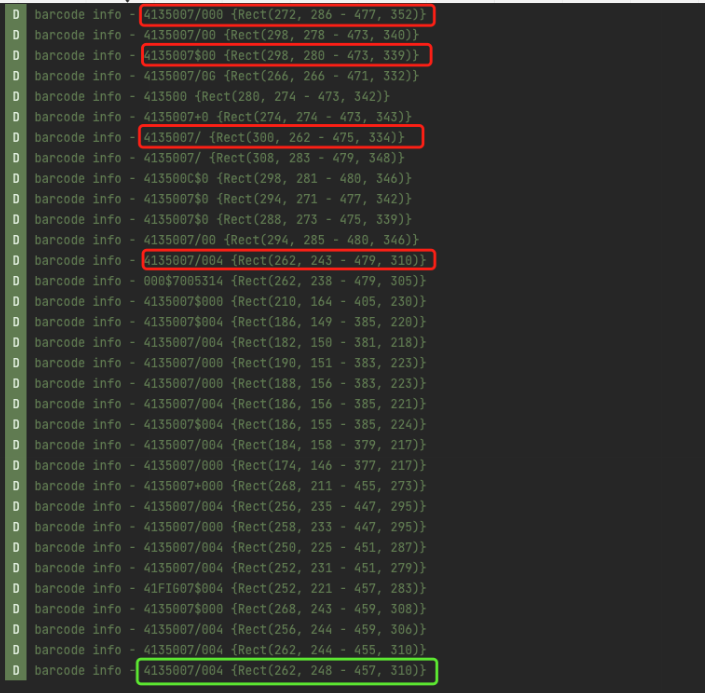 D barcode info - 4135007/000 {Rect(272, 286 - 477, 352)}
D barcode info - 4135007/00 {Rect(298, 278 - 473, 340)}
D barcode info - 4135007$00 {Rect(298, 280 - 473, 339)}
D barcode info - 4135007/0G {Rect(266, 266 - 471, 332)}
D barcode info - 413500 {Rect(280, 274 - 473, 342)}
D barcode info - 4135007+0 {Rect(274, 274 - 473, 343)}
D barcode info - 4135007/ {Rect(300, 262 - 475, 334)}
D barcode info - 4135007/ {Rect(308, 283 - 479, 348)}
D barcode info - 413500C$0 {Rect(298, 281 - 480, 346)}
D barcode info - 4135007$0 {Rect(294, 271 - 477, 342)}
D barcode info - 4135007$0 {Rect(288, 273 - 475, 339)}
D barcode info - 4135007/00 {Rect(294, 285 - 480, 346)}
D barcode info - 4135007/004 {Rect(262, 243 - 479, 310)}
D barcode info - 000$7005314 {Rect(262, 238 - 479, 305)}
D barcode info - 4135007$000 {Rect(210, 164 - 405, 230)}
D barcode info - 4135007$004 {Rect(186, 149 - 385, 220)}
D barcode info - 4135007/004 {Rect(182, 150 - 381, 218)}
D barcode info - 4135007/000 {Rect(190, 151 - 383, 223)}
D barcode info - 4135007/000 {Rect(188, 156 - 383, 223)}
D barcode info - 4135007/004 {Rect(186, 156 - 385, 221)}
D barcode info - 4135007$004 {Rect(186, 155 - 385, 224)}
D barcode info - 4135007/004 {Rect(184, 158 - 379, 217)}
D barcode info - 4135007/000 {Rect(174, 146 - 377, 217)}
D barcode info - 4135007+000 {Rect(268, 211 - 455, 273)}
D barcode info - 4135007/004 {Rect(256, 235 - 447, 295)}
D barcode info - 4135007/000 {Rect(258, 233 - 447, 295)}
D barcode info - 4135007/004 {Rect(250, 225 - 451, 287)}
D barcode info - 4135007/004 {Rect(252, 231 - 451, 279)}
D barcode info - 41FIG07$004 {Rect(252, 221 - 457, 283)}
D barcode info - 4135007$000 {Rect(268, 243 - 459, 308)}
D barcode info - 4135007/004 {Rect(256, 244 - 459, 306)}
D barcode info - 4135007/004 {Rect(262, 244 - 455, 310)}
D barcode info - 4135007/004 {Rect(262, 248 - 457, 310)}